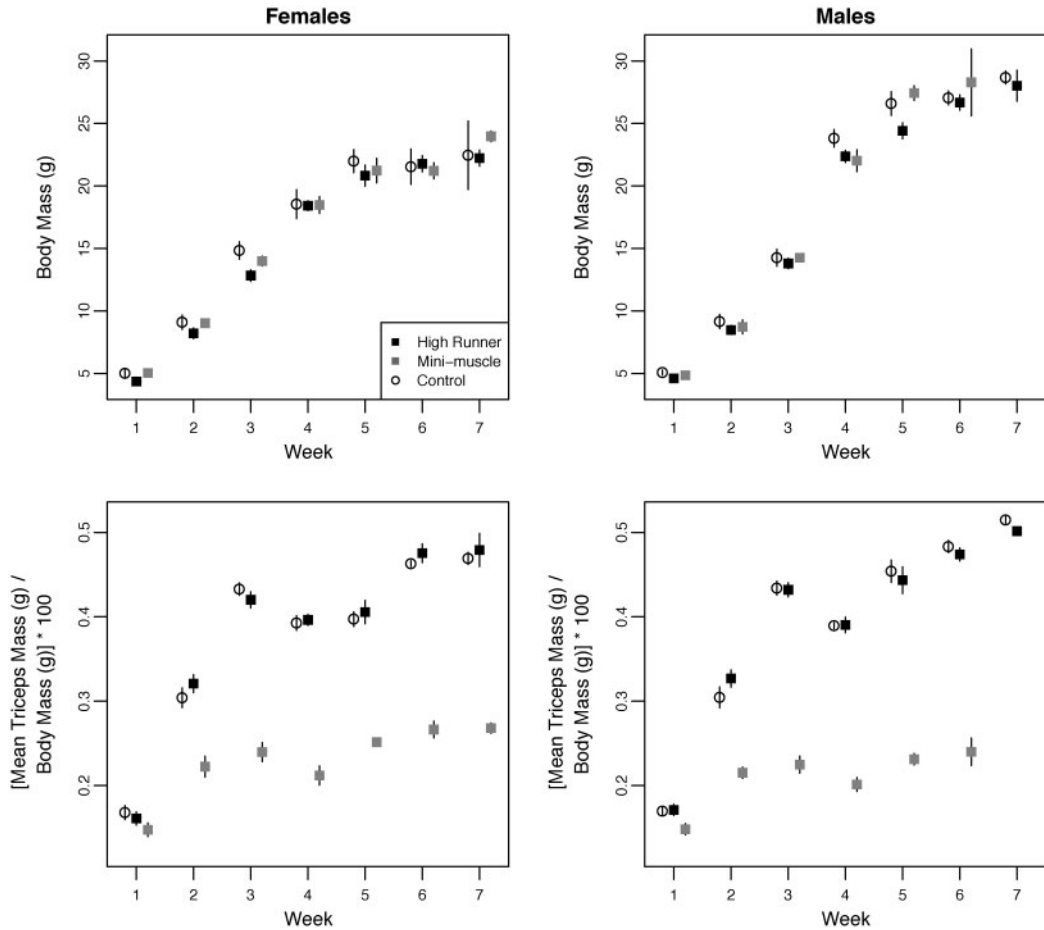 Females
Males
Body Mass (g)
30
25
20
15
10
5
High Runner
Mini-muscle
Control
1 2 3 4 5 6 7
Week
Body Mass (g)
30
25
20
15
10
5
1 2 3 4 5 6 7
Week
[Mean Triceps Mass (g) /
Body Mass (g)] * 100
0.5
0.4
0.3
0.2
1 2 3 4 5 6 7
Week
[Mean Triceps Mass (g) /
Body Mass (g)] * 100
0.5
0.4
0.3
0.2
1 2 3 4 5 6 7
Week